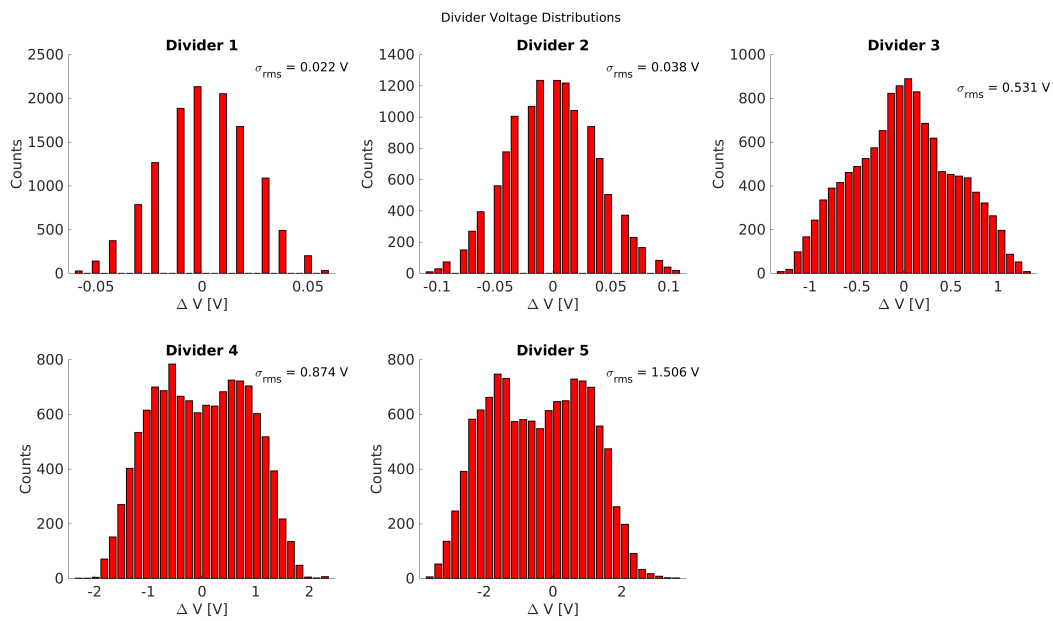 Divider Voltage Distributions
Divider 1
σrms = 0.022 V
2500
2000
1500
1000
500
0
Counts
-0.05
0
0.05
Δ V [V]
Divider 2
σrms = 0.038 V
1400
1200
1000
800
600
400
200
0
Counts
-0.1
-0.05
0
0.05
0.1
Δ V [V]
Divider 3
σrms = 0.531 V
1000
800
600
400
200
0
Counts
-1
-0.5
0
0.5
1
Δ V [V]
Divider 4
σrms = 0.874 V
800
600
400
200
0
Counts
-2
-1
0
1
2
Δ V [V]
Divider 5
σrms = 1.506 V
800
600
400
200
0
Counts
-2
0
2
Δ V [V]